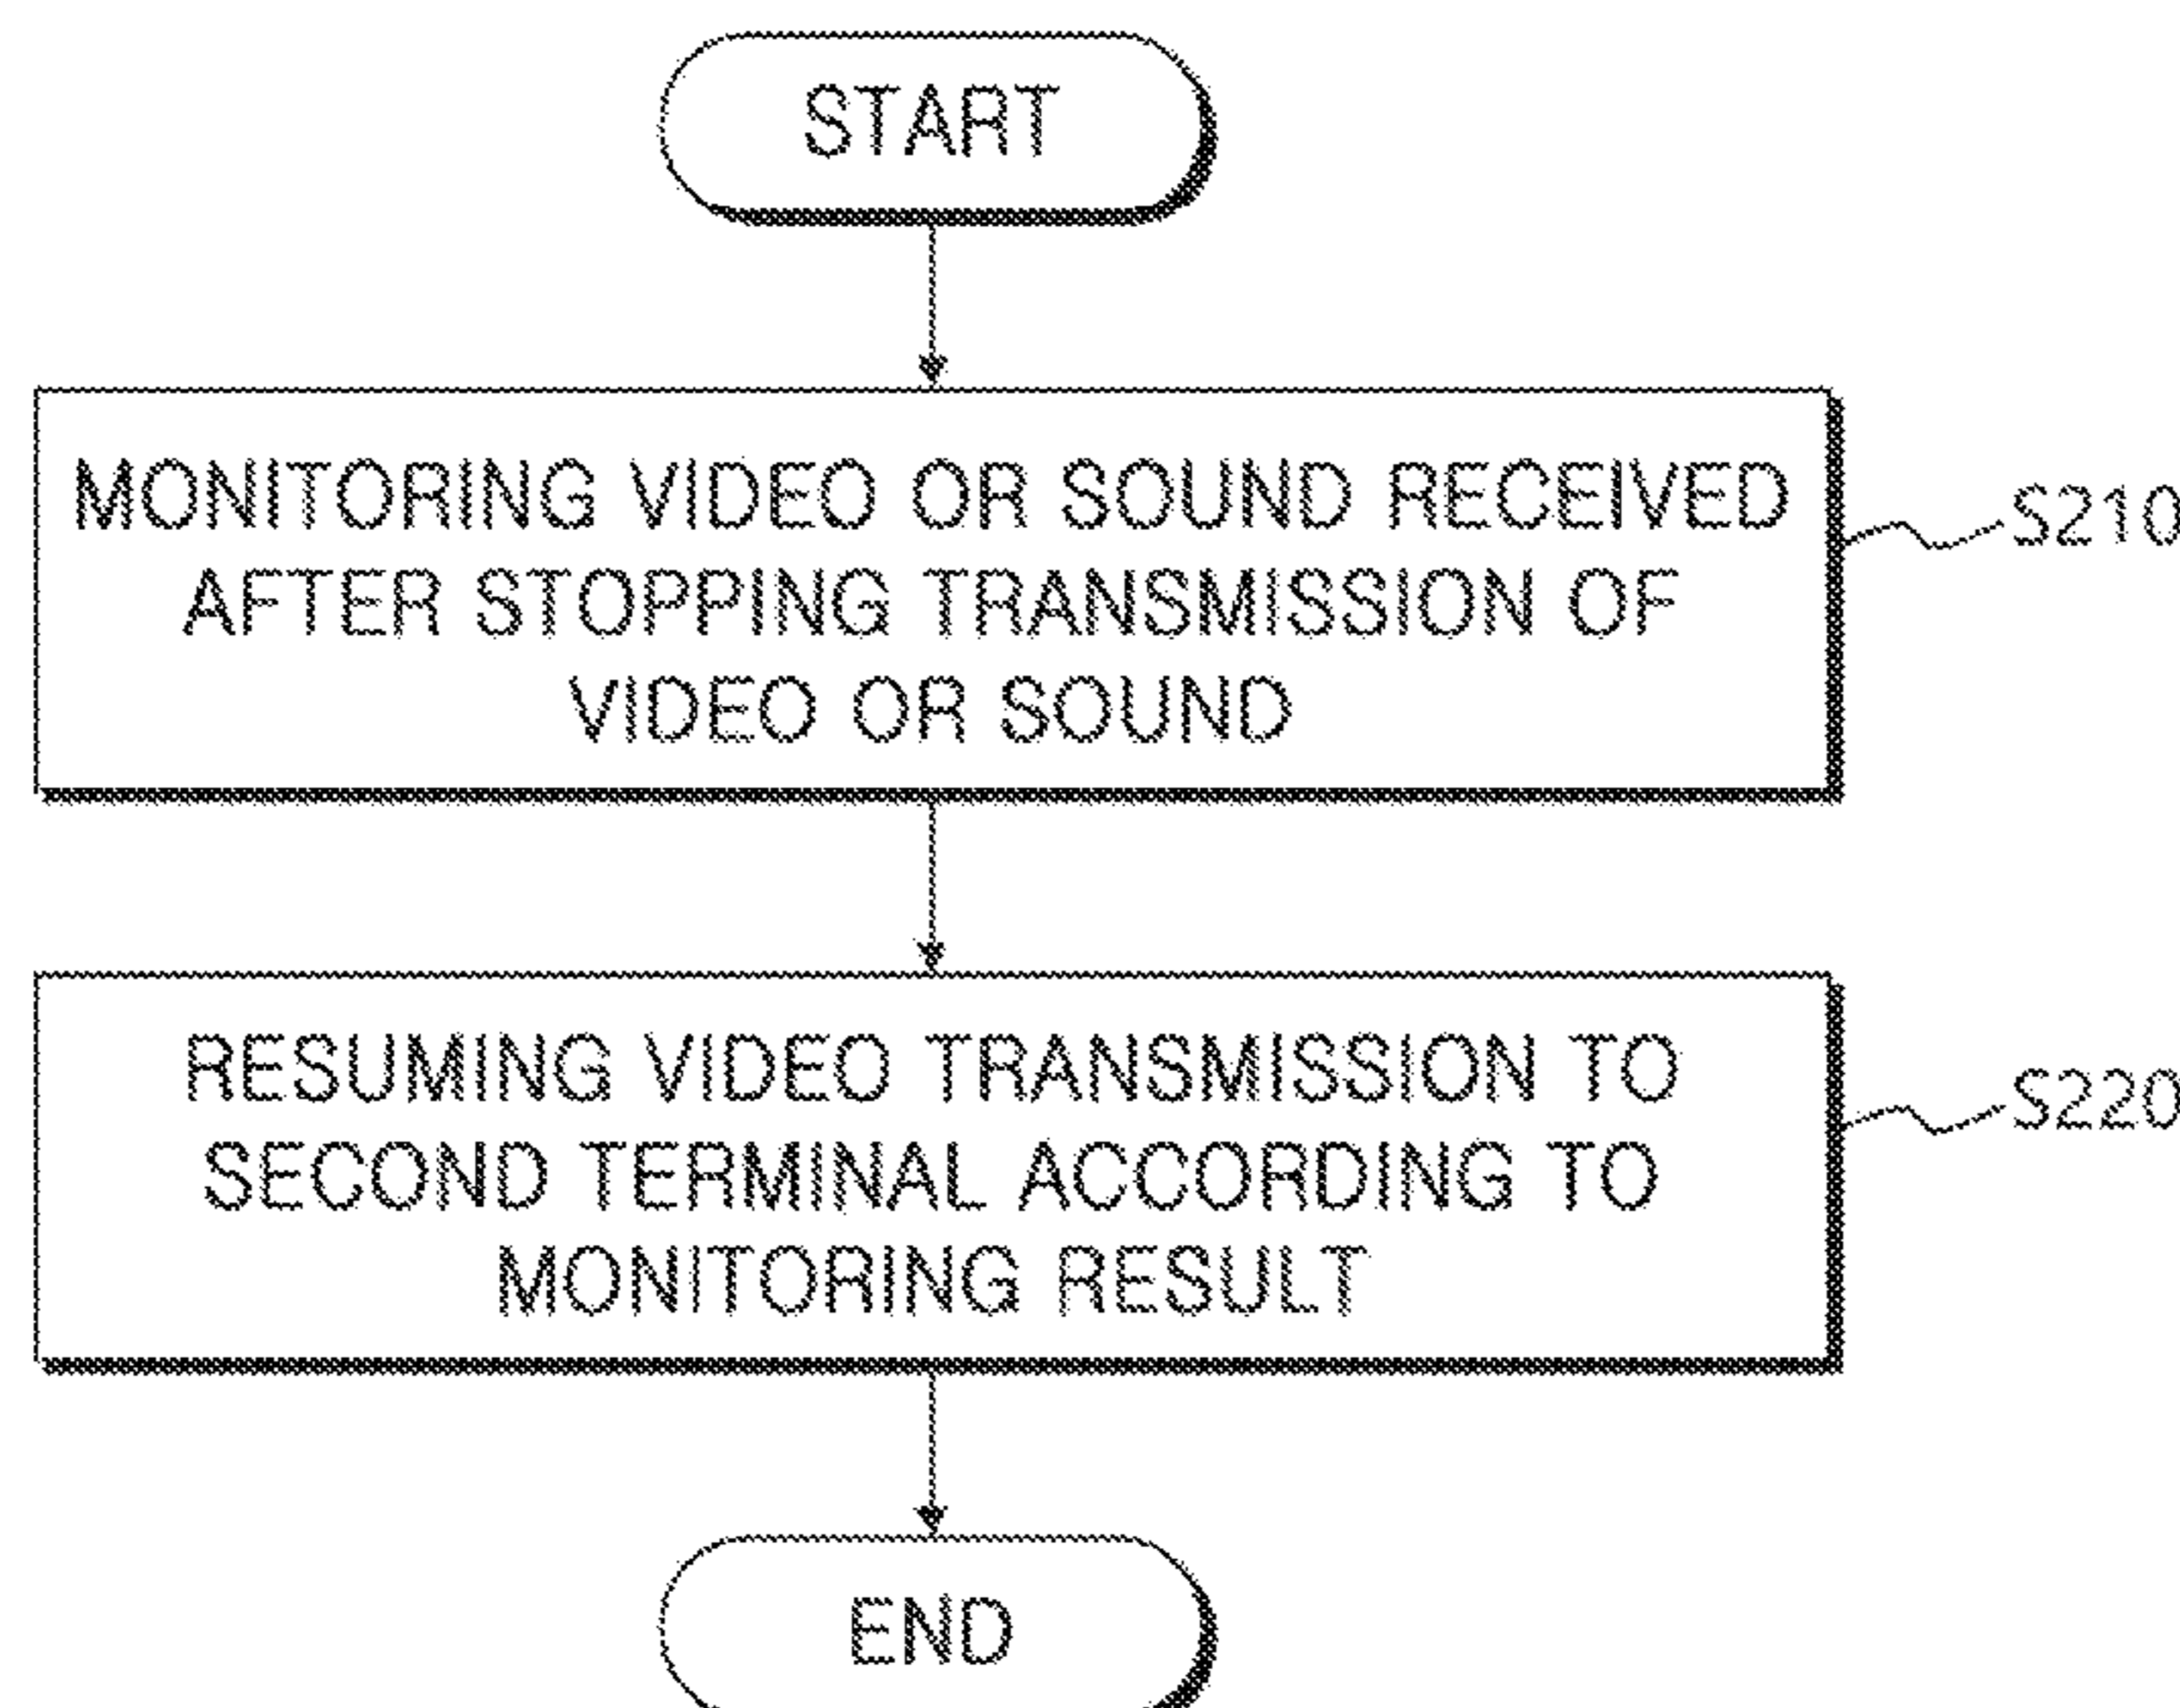 START
MONITORING VIDEO OR SOUND RECEIVED
AFTER STOPPING TRANSMISSION OF
VIDEO OR SOUND
S210
RESUMING VIDEO TRANSMISSION TO
SECOND TERMINAL ACCORDING TO
MONITORING RESULT
S220
END